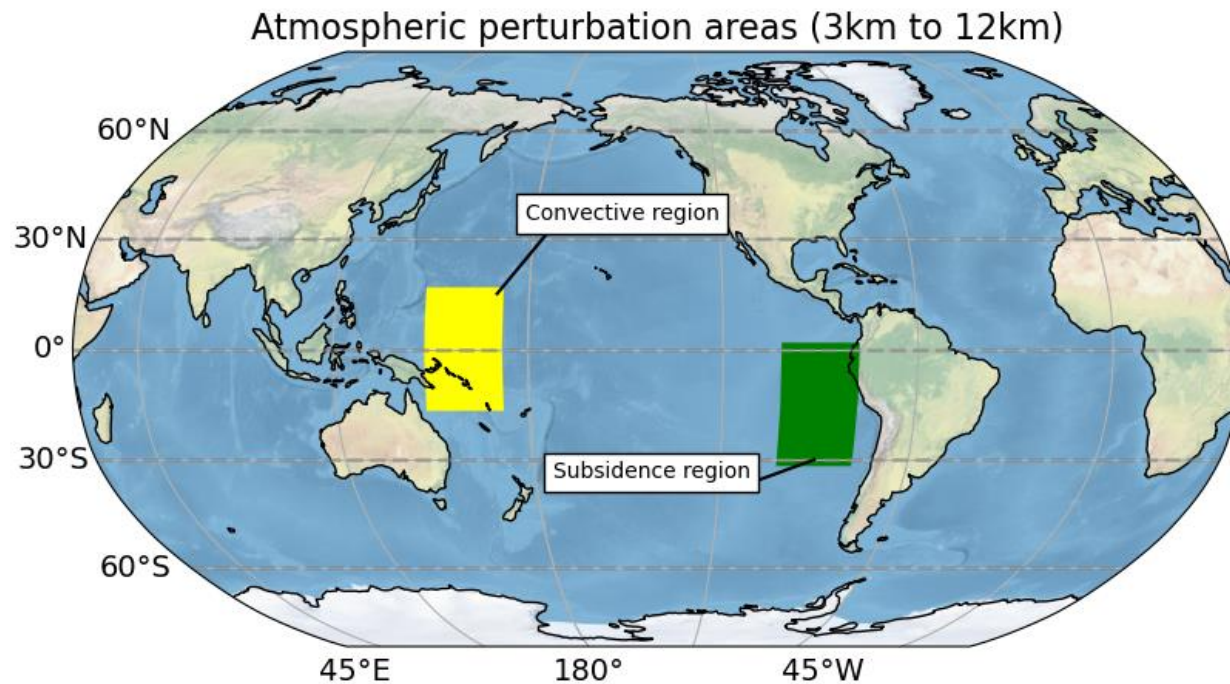 Atmospheric perturbation areas (3km to 12km)
60°N
Convective region
30°N
0°
30°S
Subsidence region
60°S
45°E 180° 45°W